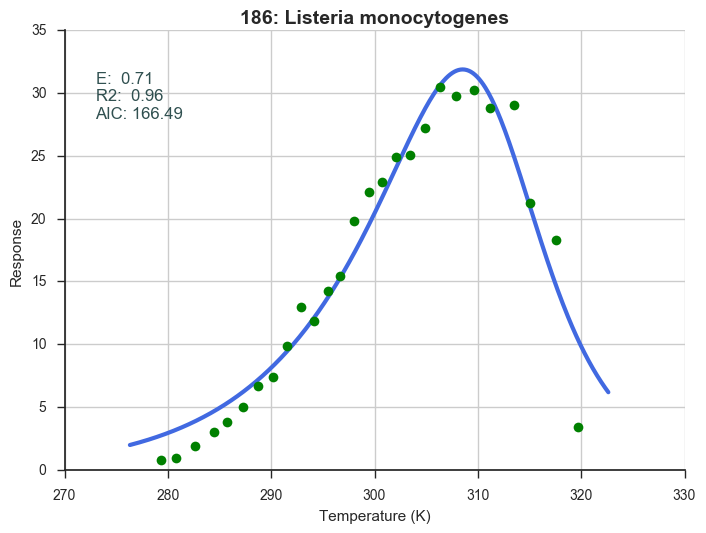 186: Listeria monocytogenes
E: 0.71
R2: 0.96
AIC: 166.49
Response
35
30
25
20
15
10
5
0
270 280 290 300 310 320 330
Temperature (K)